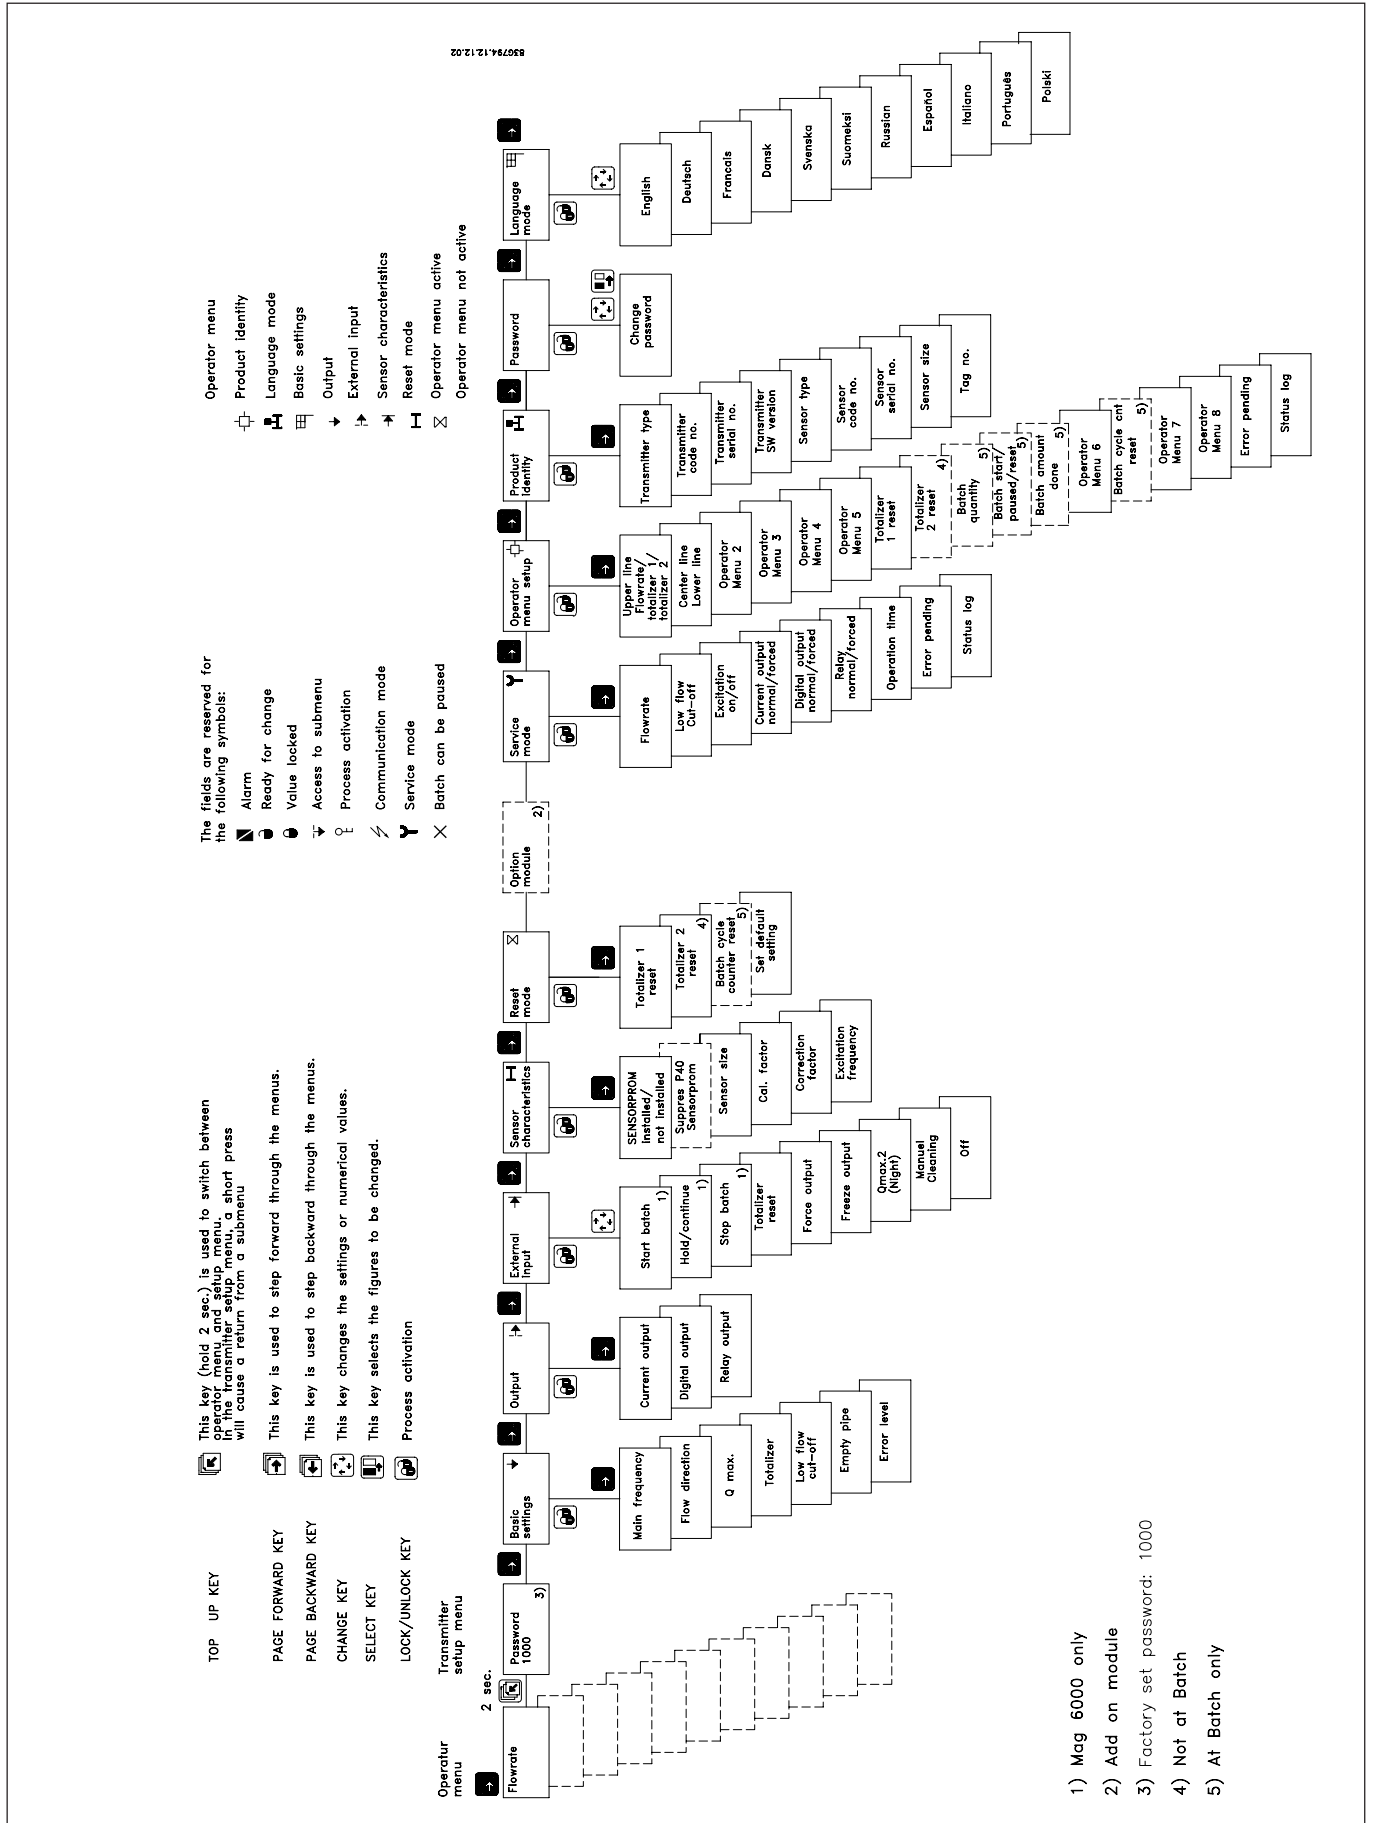 TOP UP KEY
This key (hold 2 sec.) is used to switch between
operator menu and setup menu.
In the transmitter setup menu, a short press
will cause a return from a submenu
PAGE FORWARD KEY
This key is used to step forward through the menus.
PAGE BACKWARD KEY
This key is used to step backward through the menus.
CHANGE KEY
This key changes the settings or numerical values.
SELECT KEY
This key selects the figures to be changed.
LOCK/UNLOCK KEY
Process activation
The fields are reserved for
the following symbols:
Alarm
Ready for change
Value locked
Access to submenu
Process activation
Communication mode
Service mode
Batch can be paused
Operator menu
Product identity
Language mode
Basic settings
Output
External input
Sensor characteristics
Reset mode
Operator menu active
Operator menu not active
83G794.12.12.02
Operatur
menu
2 sec.
Transmitter
setup menu
Flowrate
Password
1000
3)
Basic
settings
Main frequency
Flow direction
Q max.
Totalizer
Low flow
cut-off
Empty pipe
Error level
Output
Current output
Digital output
Relay output
External
Input
Start batch
1)
Hold/continue
1)
Stop batch
1)
Totalizer
reset
Force output
Freeze output
Qmax.2
(Night)
Manuel
Cleaning
Off
Sensor
characteristics
SENSORPROM
Installed/
not installed
Suppres P40
Sensorprom
Sensor size
Cal. factor
Correction
factor
Excitation
frequency
Reset
mode
Totalizer 1
reset
Totalizer 2
reset
4)
Batch cycle
counter reset
5)
Set default
setting
Option
module
2)
Service
mode
Flowrate
Low flow
Cut-off
Excitation
on/off
Current output
normal/forced
Digital output
normal/forced
Relay
normal/forced
Operation time
Error pending
Status log
Operator
menu setup
Upper line
Flowrate/
totalizer 1/
totalizer 2
Center line
Lower line
Operator
Menu 2
Operator
Menu 3
Operator
Menu 4
Operator
Menu 5
Totalizer
1 reset
Totalizer
2 reset
4)
Batch
quantity
5)
Batch start/
paused/reset
5)
Batch amount
done
5)
Operator
Menu 6
Batch cycle cnt
reset
5)
Operator
Menu 7
Operator
Menu 8
Error pending
Status log
Product
identity
Transmitter type
Transmitter
code no.
Transmitter
serial no.
Transmitter
SW version
Sensor type
Sensor
code no.
Sensor
serial no.
Sensor size
Tag no.
Password
Change
password
Language
mode
English
Deutsch
Francais
Dansk
Svenska
Suomeksi
Russian
Español
Italiano
Português
Polski
1) Mag 6000 only
2) Add on module
3) Factory set password: 1000
4) Not at Batch
5) At Batch only